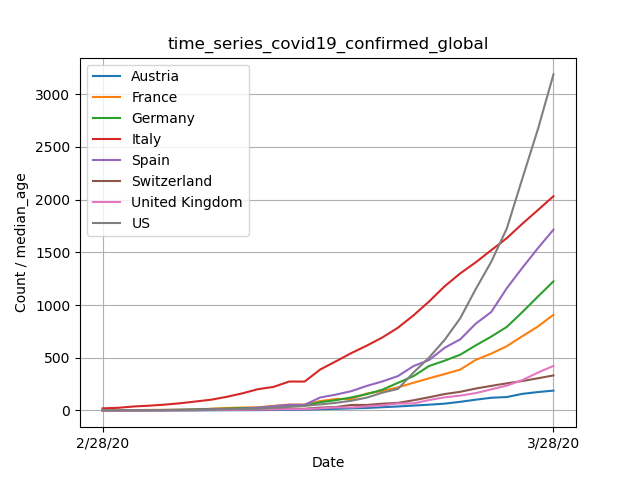 time_series_covid19_confirmed_global
Count / median_age
3000
2500
2000
1500
1000
500
0
Austria
France
Germany
Italy
Spain
Switzerland
United Kingdom
US
2/28/20
3/28/20
Date